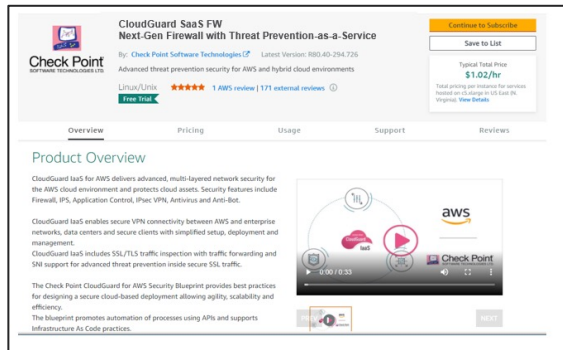 CloudGuard SaaS FW
Next-Gen Firewall with Threat Prevention-as-a-Service
By: Check Point Software Technologies Latest Version: R80.40-294.726
Advanced threat prevention security for AWS and hybrid cloud environments
Linux/Unix 1 AWS review | 171 external reviews
Free Trial
Check Point
SOFTWARE TECHNOLOGIES LTD
Continue to Subscribe
Save to List
Typical Total Price
$1.02/hr
Total pricing per instance for services
hosted on c5.large in US East (N.
Virginia). View Details
Overview Pricing Usage Support Reviews
Product Overview
CloudGuard IaaS for AWS delivers advanced, multi-layered network security for
the AWS cloud environment and protects cloud assets. Security features include
Firewall, IPS, Application Control, IPsec VPN, Antivirus and Anti-Bot.
CloudGuard IaaS enables secure VPN connectivity between AWS and enterprise
networks, data centers and secure clients with simplified setup, deployment and
management.
CloudGuard IaaS includes SSL/TLS traffic inspection with traffic forwarding and
SNI support for advanced threat prevention inside secure SSL traffic.
The Check Point CloudGuard for AWS Security Blueprint provides best practices
for designing a secure cloud-based deployment allowing agility, scalability and
efficiency.
The blueprint promotes automation of processes using APIs and supports
Infrastructure As Code practices.
CloudGuard
IaaS
aws
Check Point
0:00 / 0:33
NEXT